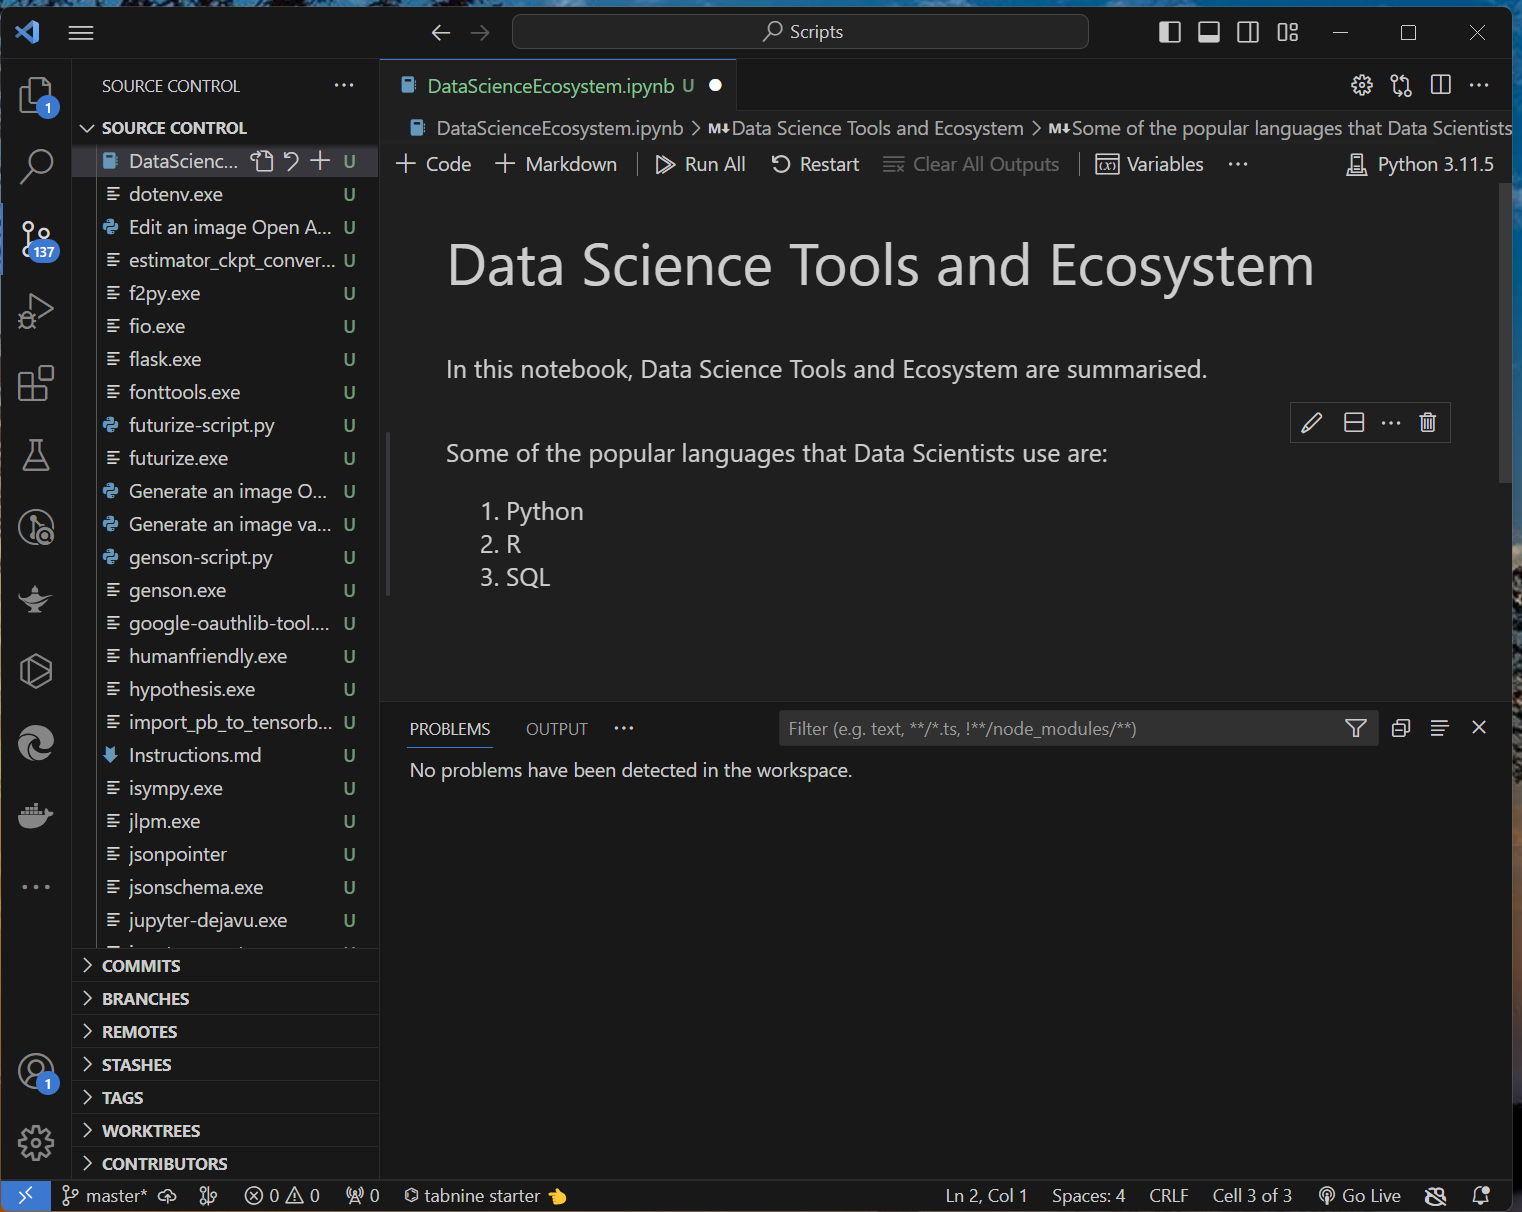 Scripts
SOURCE CONTROL
SOURCE CONTROL
DataScienc... U
dotenv.exe U
Edit an image Open A... U
estimator_ckpt_conver... U
f2py.exe U
fio.exe U
flask.exe U
fonttools.exe U
futurize-script.py U
futurize.exe U
Generate an image O... U
Generate an image va... U
genson-script.py U
genson.exe U
google-oauthlib-tool.... U
humanfriendly.exe U
hypothesis.exe U
import_pb_to_tensorb... U
Instructions.md U
isympy.exe U
jlpm.exe U
jsonpointer U
jsonschema.exe U
jupyter-dejavu.exe U
COMMITS
BRANCHES
REMOTES
STASHES
TAGS
WORKTREES
CONTRIBUTORS
1
137
1
DataScienceEcosystem.ipynb U
DataScienceEcosystem.ipynb > M↓Data Science Tools and Ecosystem > M↓Some of the popular languages that Data Scientists
+ Code + Markdown Run All Restart Clear All Outputs (x) Variables ... Python 3.11.5
Data Science Tools and Ecosystem
In this notebook, Data Science Tools and Ecosystem are summarised.
Some of the popular languages that Data Scientists use are:
1. Python
2. R
3. SQL
PROBLEMS OUTPUT ... Filter (e.g. text, **/*.ts, !**/node_modules/**)
No problems have been detected in the workspace.
master* 0 0 0 tabnine starter Ln 2, Col 1 Spaces: 4 CRLF Cell 3 of 3 Go Live